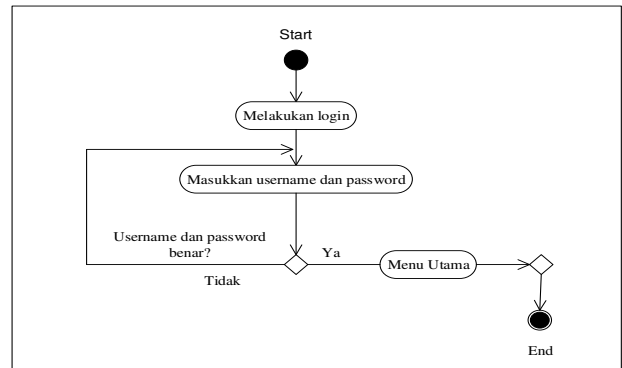 Start
Melakukan login
Masukkan username dan password
Username dan password
benar?
Ya
Menu Utama
Tidak
End